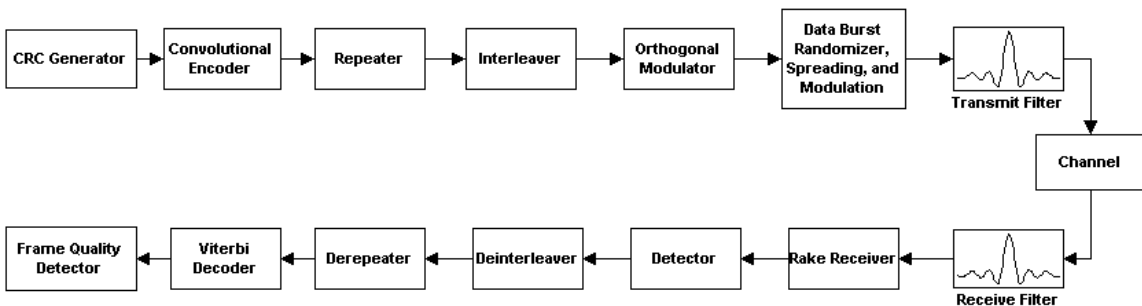 CRC Generator
Convolutional
Encoder
Repeater
Interleaver
Orthogonal
Modulator
Data Burst
Randomizer,
Spreading, and
Modulation
Transmit Filter
Channel
Frame Quality
Detector
Viterbi
Decoder
Derepeater
Deinterleaver
Detector
Rake Receiver
Receive Filter